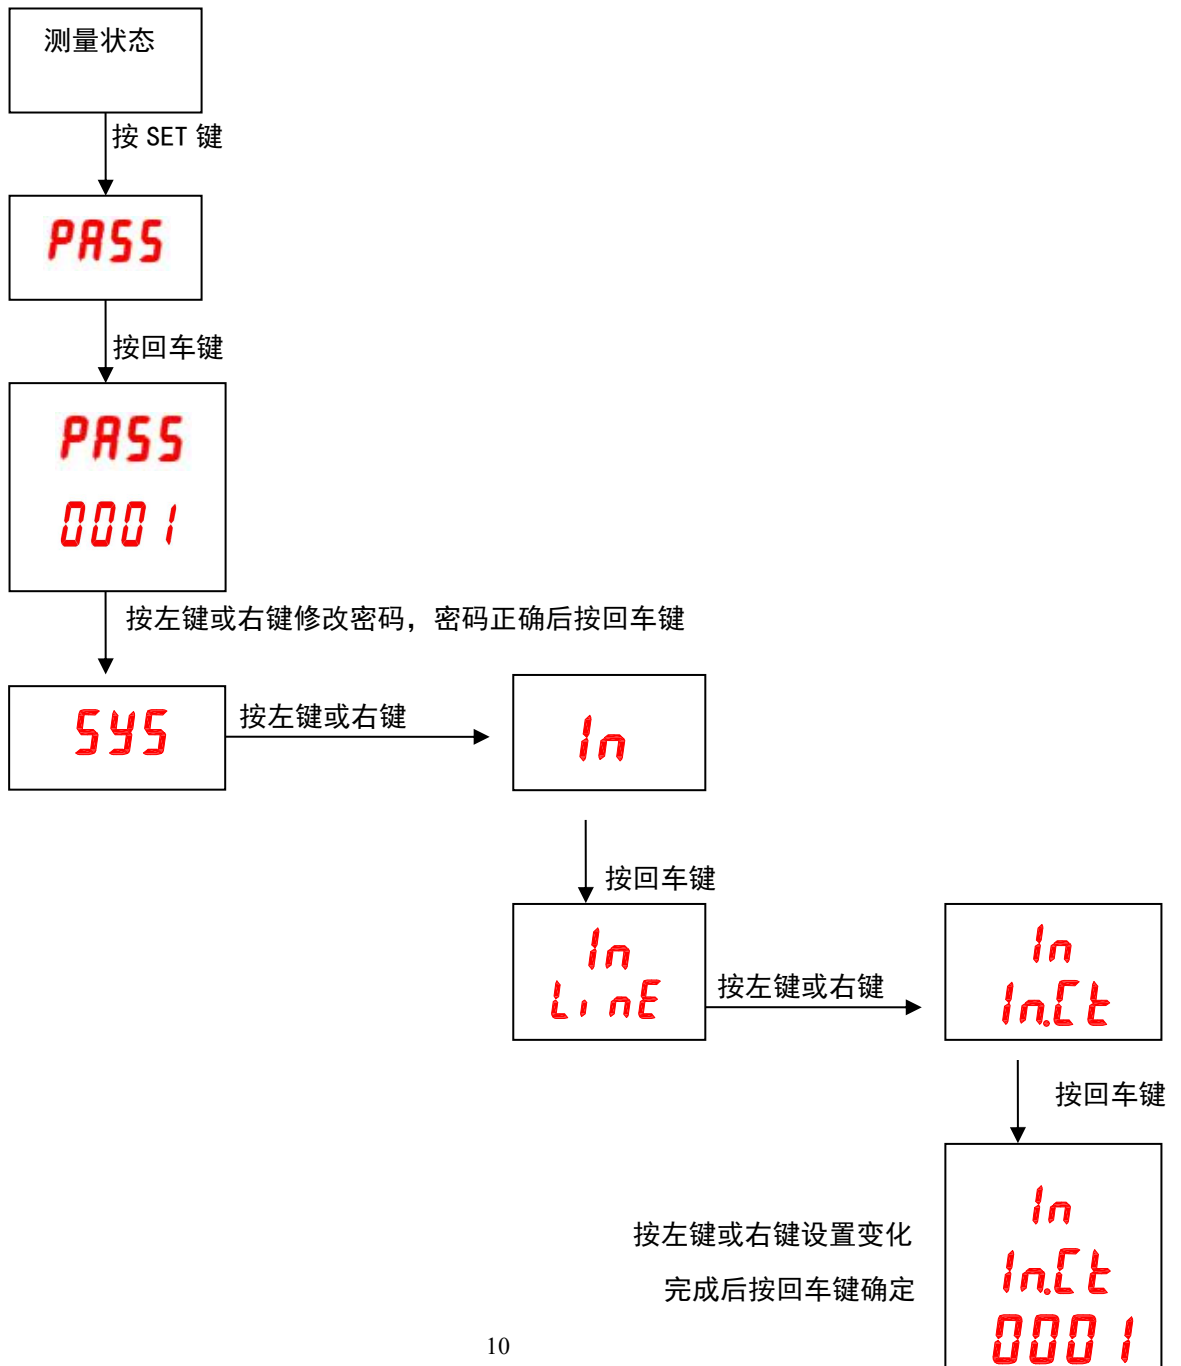 测量状态
按 SET 键
PASS
按回车键
PASS
0001
按左键或右键修改密码，密码正确后按回车键
SYS
按左键或右键
In
按回车键
In
LinE
按左键或右键
In
In.Ct
按回车键
In
In.Ct
0001
按左键或右键设置变化
完成后按回车键确定
10